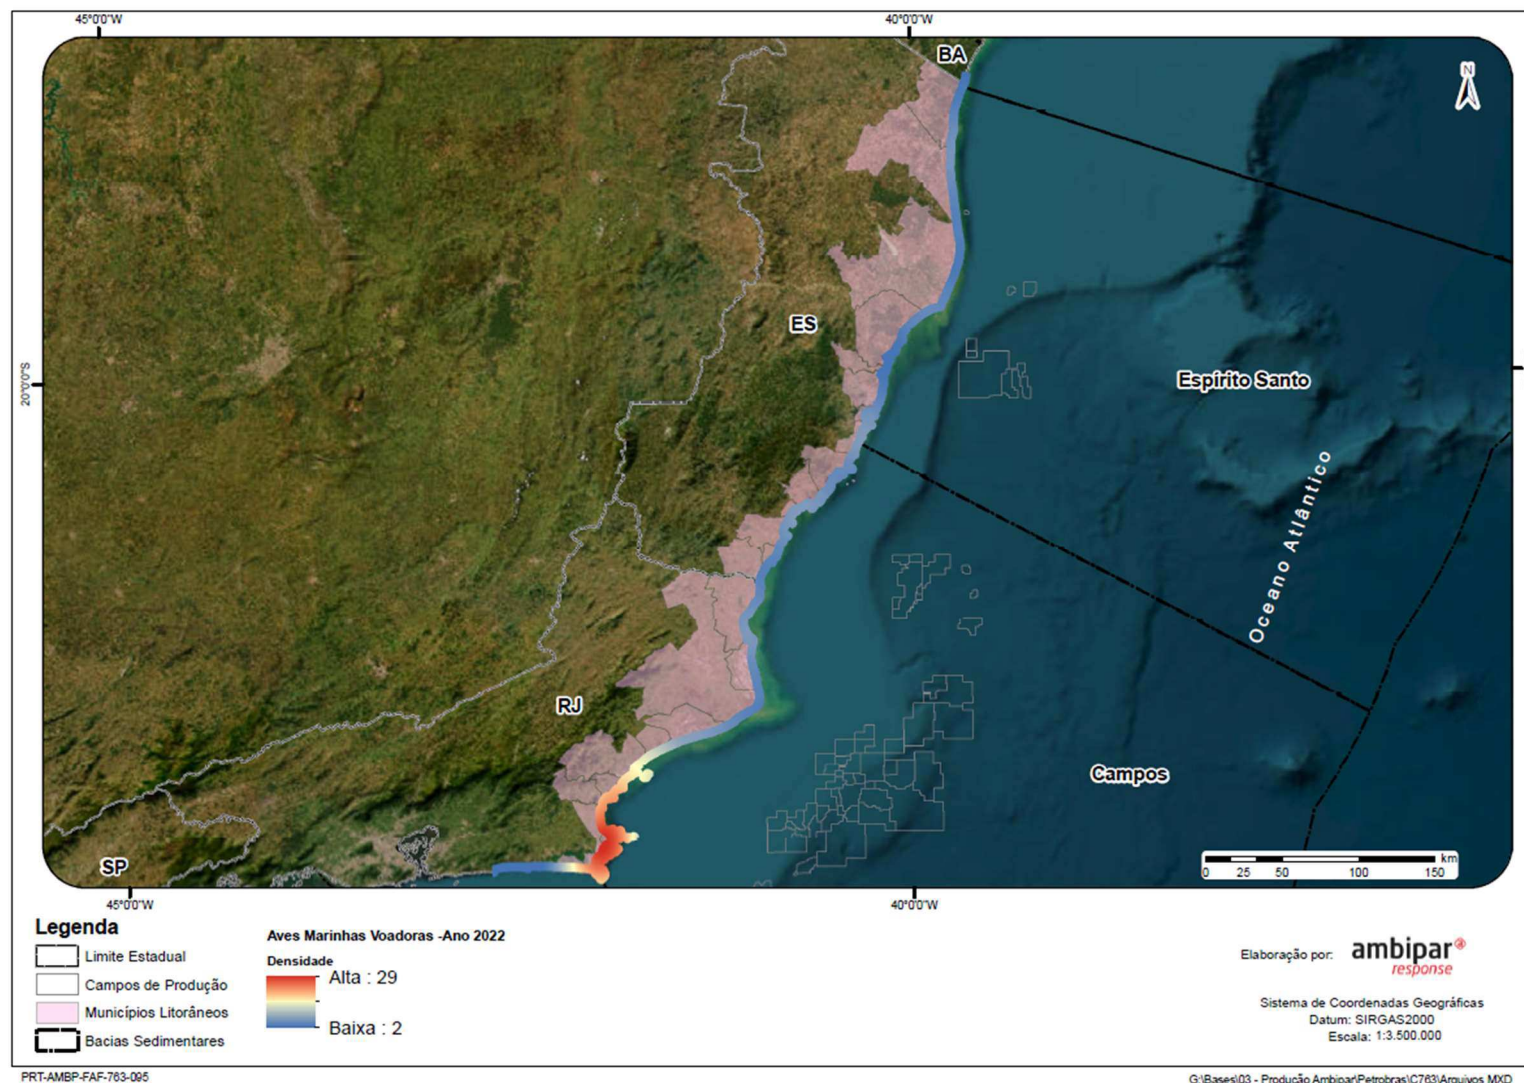 45°0'0"W 40°0'0"W
BA
N
ES
20°0'0"S
Espírito Santo
Oceano Atlântico
RJ
Campos
SP
km
0 25 50 100 150
45°0'0"W 40°0'0"W
Legenda
Limite Estadual
Campos de Produção
Municípios Litorâneos
Bacias Sedimentares
Aves Marinhas Voadoras -Ano 2022
Densidade
Alta : 29
Baixa : 2
Elaboração por:
ambipar
response
Sistema de Coordenadas Geográficas
Datum: SIRGAS2000
Escala: 1:3.500.000
PRT-AMBP-FAF-763-095
G:\Bases\03 - Produção Ambipar\Petrobras\C763\Arquivos MXD